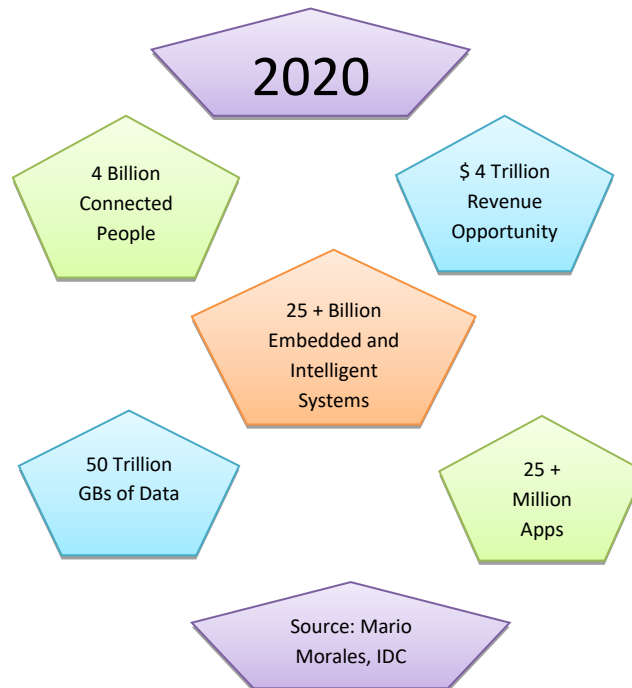 2020
4 Billion
Connected
People
$ 4 Trillion
Revenue
Opportunity
25 + Billion
Embedded and
Intelligent
Systems
50 Trillion
GBs of Data
25 +
Million
Apps
Source: Mario
Morales, IDC